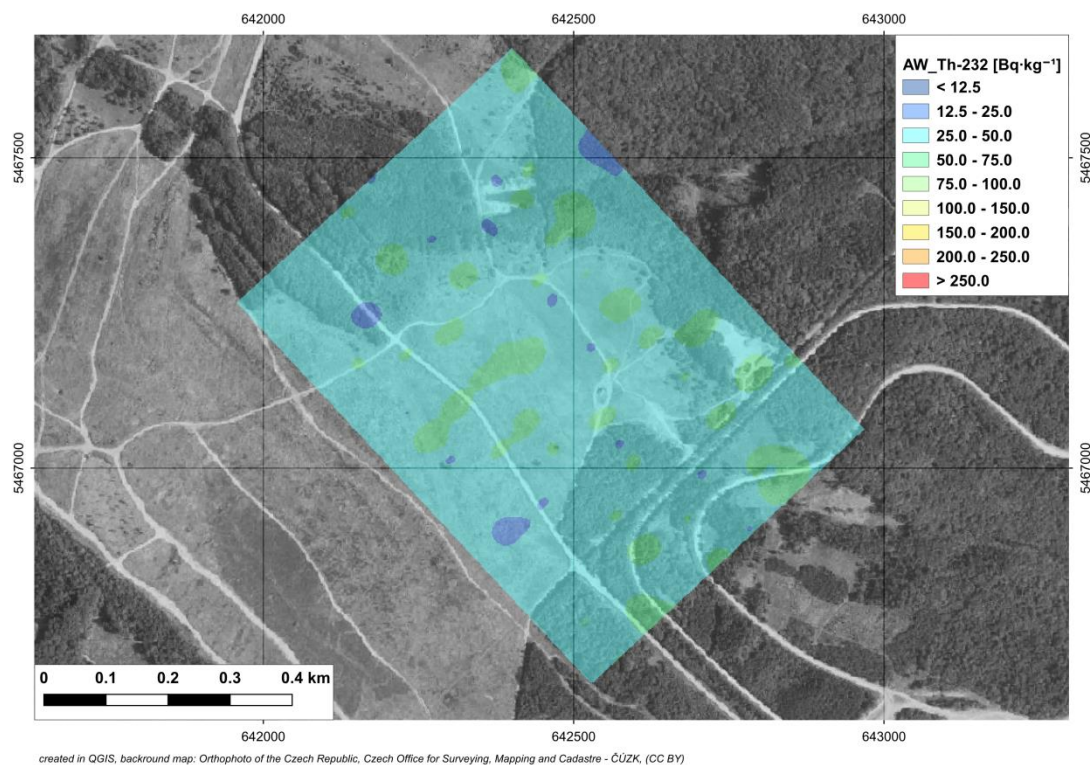 642000 642500 643000
AW_Th-232 [Bq·kg⁻¹]
< 12.5
12.5 - 25.0
25.0 - 50.0
50.0 - 75.0
75.0 - 100.0
100.0 - 150.0
150.0 - 200.0
200.0 - 250.0
> 250.0
5467500 5467500
5467000 5467000
0 0.1 0.2 0.3 0.4 km
642000 642500 643000
created in QGIS, backround map: Orthophoto of the Czech Republic, Czech Office for Surveying, Mapping and Cadastre - ČÚZK, (CC BY)